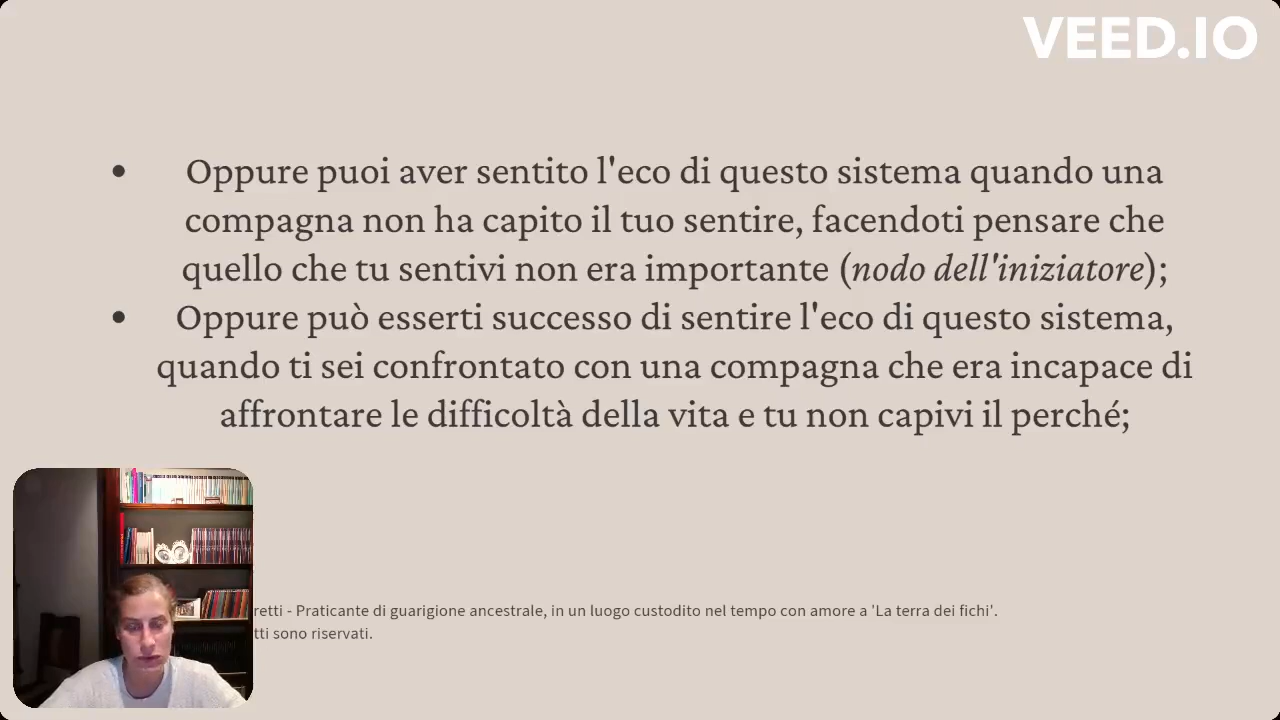 VEED.IO
• Oppure puoi aver sentito l'eco di questo sistema quando una
compagna non ha capito il tuo sentire, facendoti pensare che
quello che tu sentivi non era importante (nodo dell'iniziatore);
• Oppure può esserti successo di sentire l'eco di questo sistema,
quando ti sei confrontato con una compagna che era incapace di
affrontare le difficoltà della vita e tu non capivi il perché;
retti - Praticante di guarigione ancestrale, in un luogo custodito nel tempo con amore a 'La terra dei fichi'.
tti sono riservati.